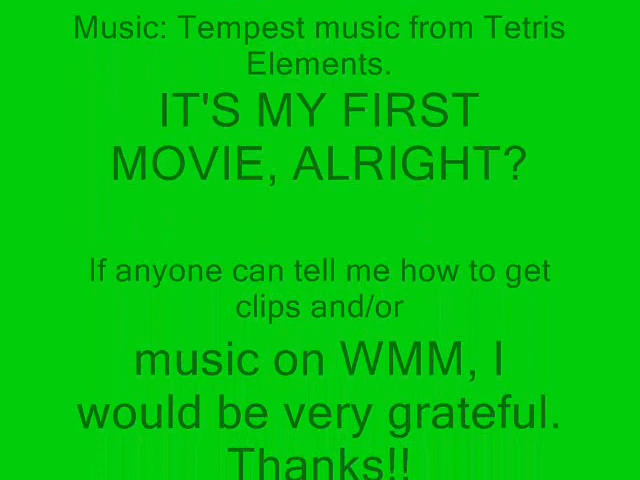 Music: Tempest music from Tetris
Elements.
IT'S MY FIRST
MOVIE, ALRIGHT?
If anyone can tell me how to get
clips and/or
music on WMM, I
would be very grateful.
Thanks!!